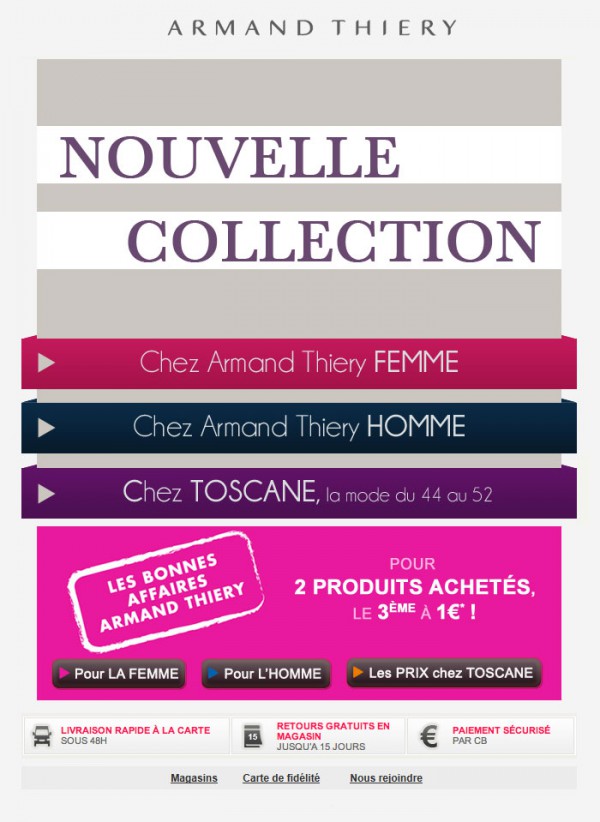 ARMAND THIERY
NOUVELLE
COLLECTION
Chez Armand Thiery FEMME
Chez Armand Thiery HOMME
Chez TOSCANE, la mode du 44 au 52
LES BONNES
AFFAIRES
ARMAND THIERY
POUR
2 PRODUITS ACHETÉS,
LE 3ÈME À 1€* !
Pour LA FEMME
Pour L'HOMME
Les PRIX chez TOSCANE
LIVRAISON RAPIDE À LA CARTE
SOUS 48H
15
RETOURS GRATUITS EN
MAGASIN
JUSQU'A 15 JOURS
€
PAIEMENT SÉCURISÉ
PAR CB
Magasins Carte de fidélité Nous rejoindre